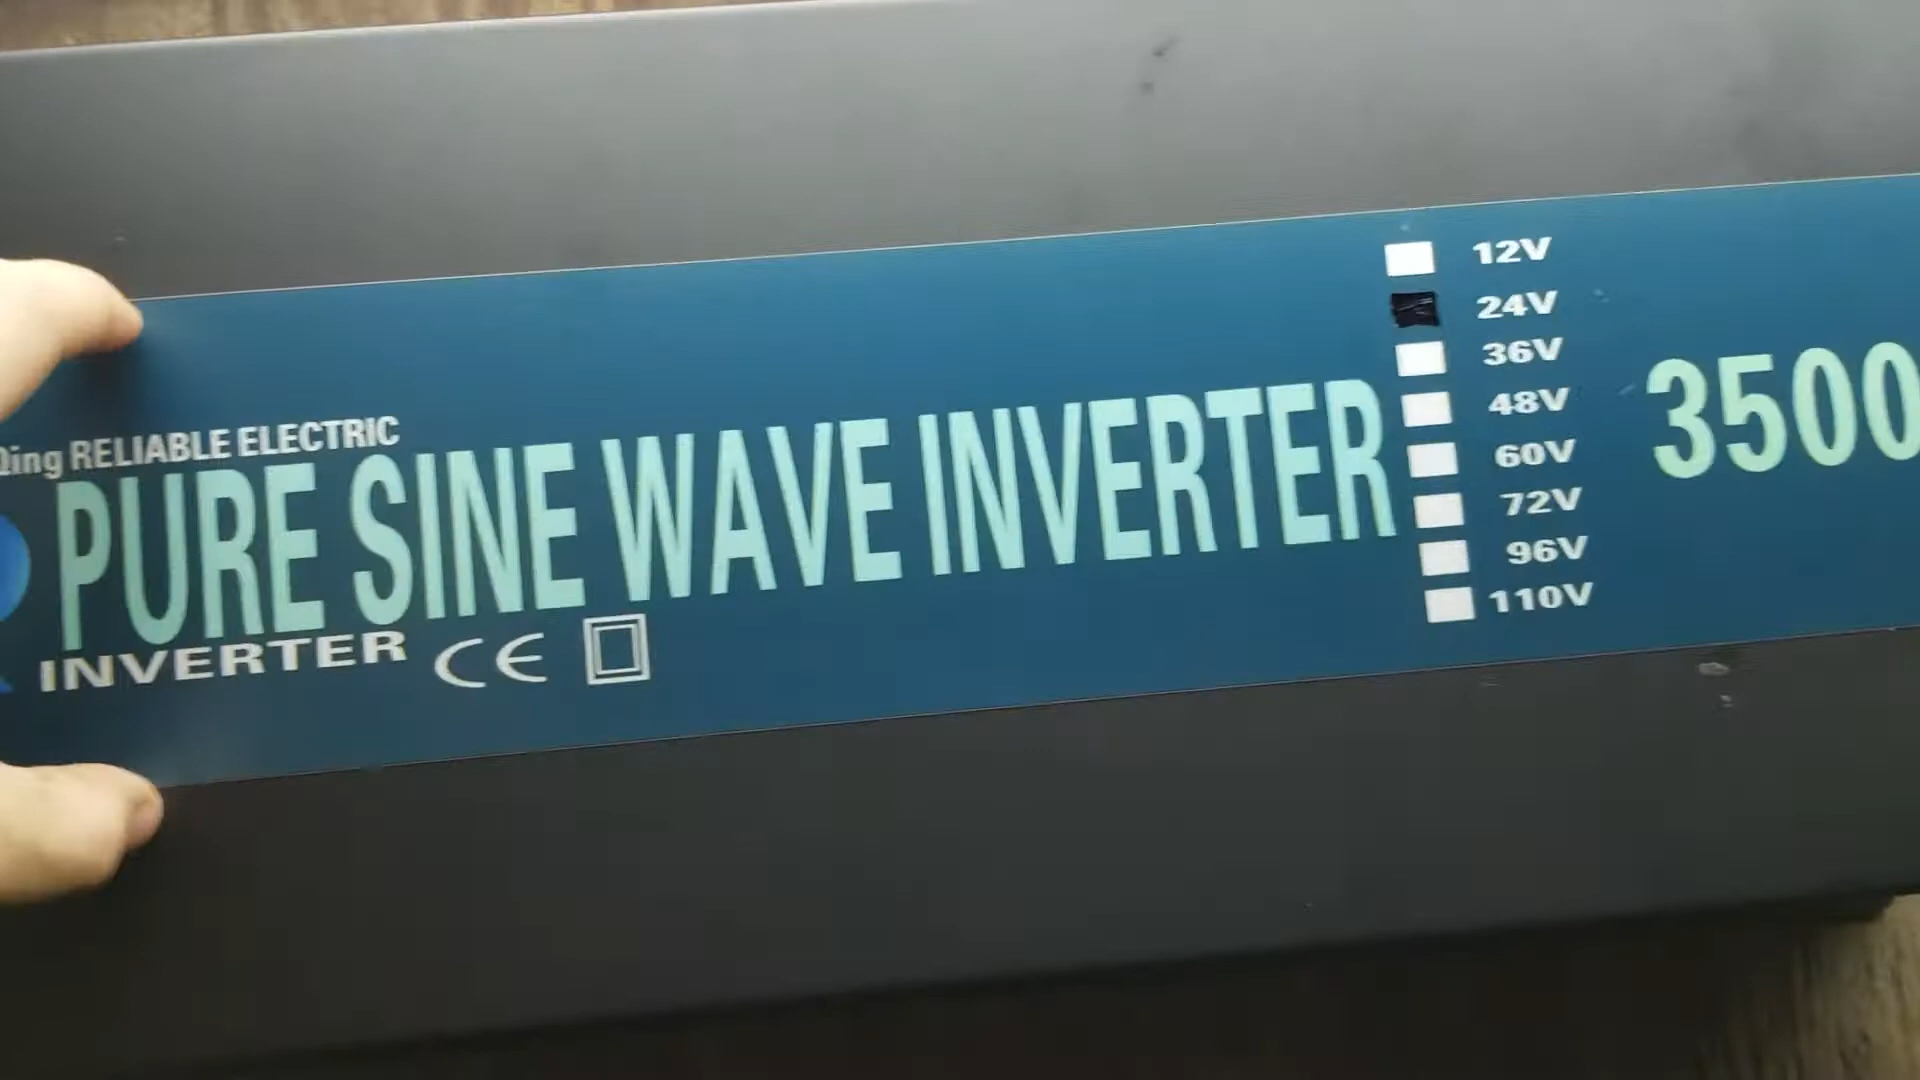 Qing RELIABLE ELECTRIC
PURE SINE WAVE INVERTER
INVERTER CE
12V
24V
36V
48V
60V
72V
96V
110V
3500